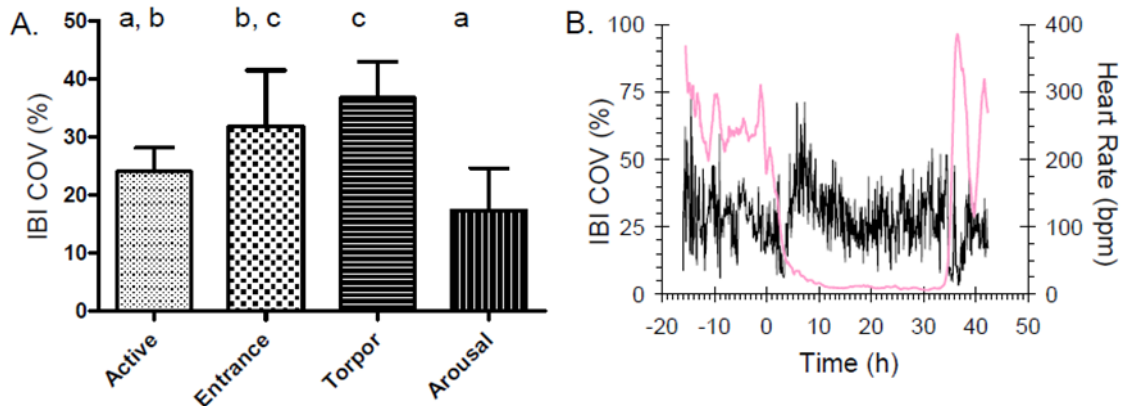 A.
a, b
b, c
c
a
IBI COV (%)
50
40
30
20
10
0
Active
Entrance
Torpor
Arousal
B.
IBI COV (%)
100
75
50
25
0
Heart Rate (bpm)
400
300
200
100
0
-20 -10 0 10 20 30 40 50
Time (h)